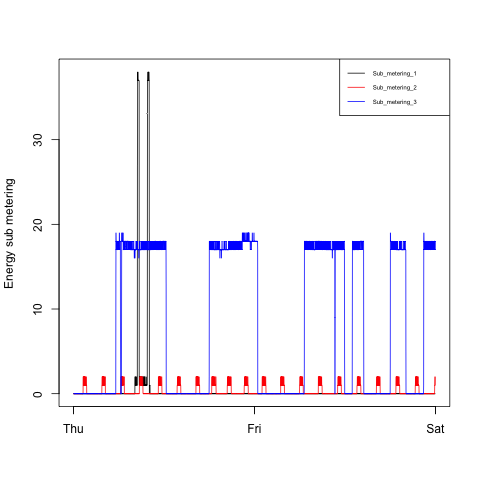 Sub_metering_1
Sub_metering_2
Sub_metering_3
Energy sub metering
30
20
10
0
Thu
Fri
Sat